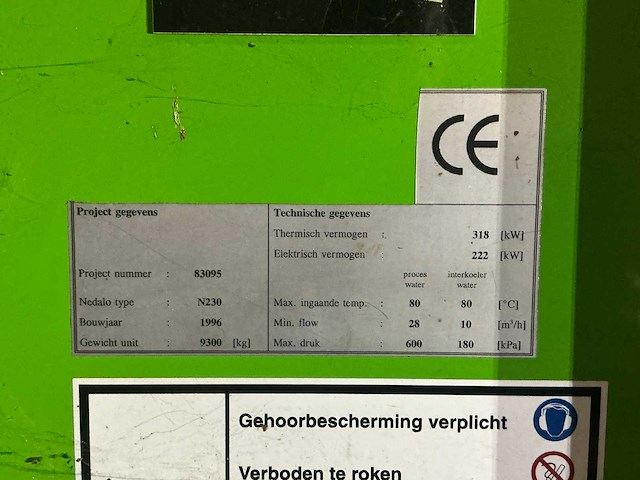 CE
Project gegevens
Project nummer : 83095
Nedalo type : N230
Bouwjaar : 1996
Gewicht unit : 9300 [kg]
Technische gegevens
Thermisch vermogen : 318 [kW]
Elektrisch vermogen : 222 [kW]
proces interkoeler
water water
Max. ingaande temp. : 80 80 [°C]
Min. flow : 28 10 [m³/h]
Max. druk : 600 180 [kPa]
Gehoorbescherming verplicht
Verboden te roken